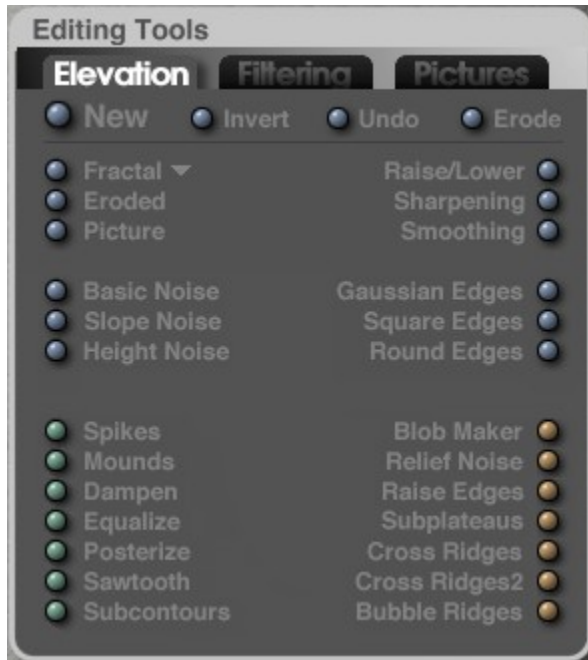 Editing Tools
Elevation Filtering Pictures
New Invert Undo Erode
Fractal Raise/Lower
Eroded Sharpening
Picture Smoothing
Basic Noise Gaussian Edges
Slope Noise Square Edges
Height Noise Round Edges
Spikes Blob Maker
Mounds Relief Noise
Dampen Raise Edges
Equalize Subplateaus
Posterize Cross Ridges
Sawtooth Cross Ridges2
Subcontours Bubble Ridges